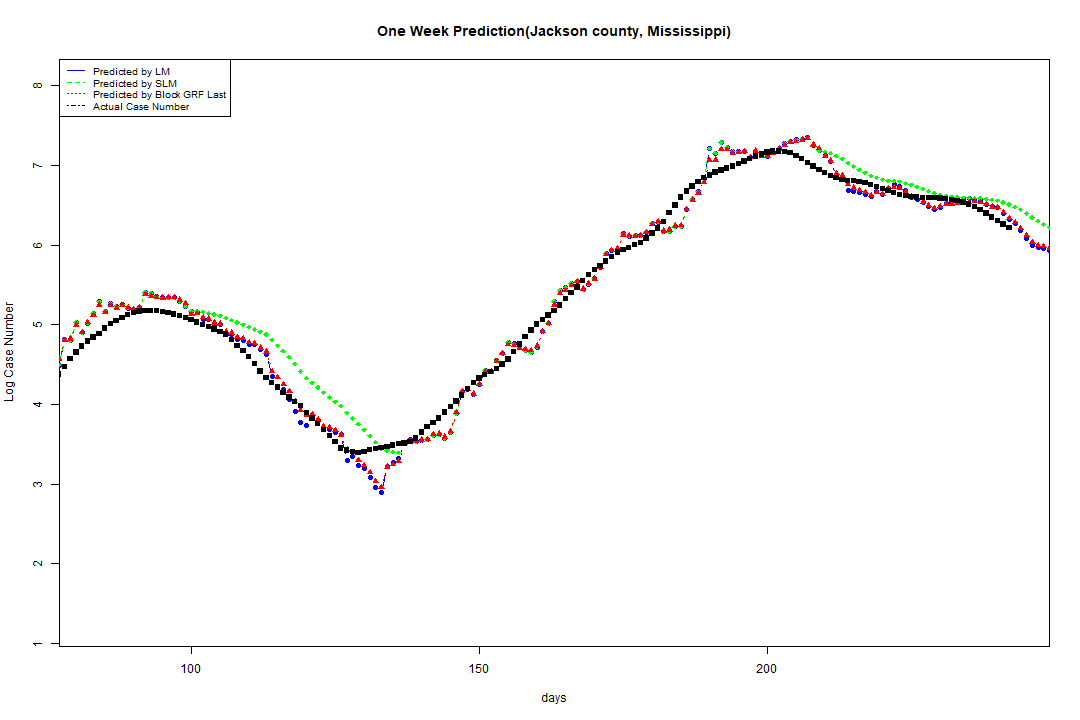 One Week Prediction(Jackson county, Mississippi)
Predicted by LM
Predicted by SLM
Predicted by Block GRF Last
Actual Case Number
8
7
6
5
4
3
2
1
Log Case Number
100 150 200
days